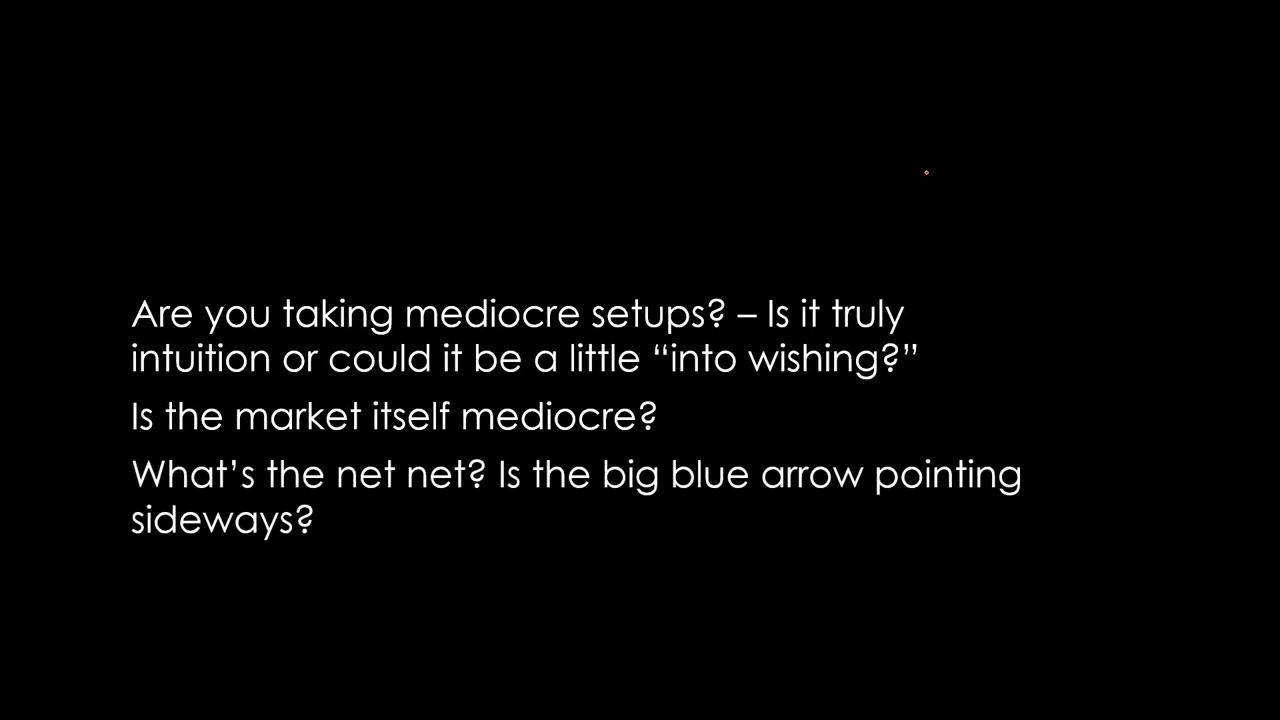 Are you taking mediocre setups? – Is it truly
intuition or could it be a little “into wishing?”
Is the market itself mediocre?
What’s the net net? Is the big blue arrow pointing
sideways?